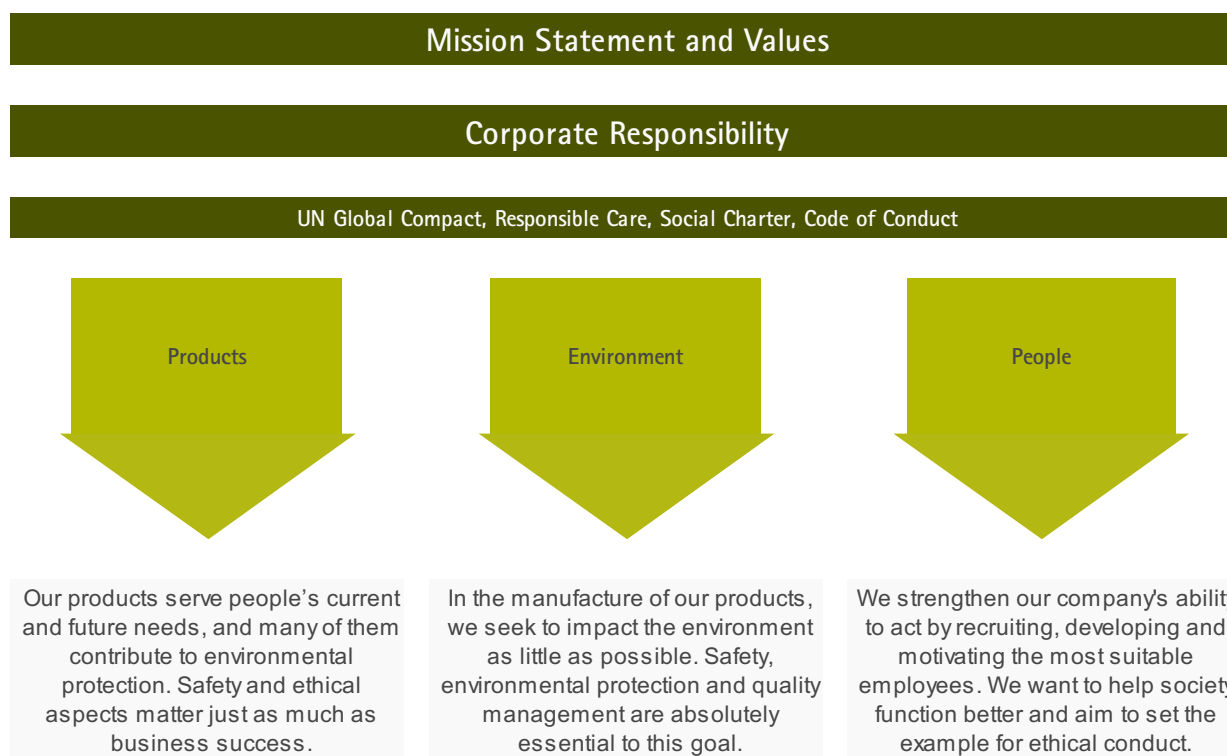 Mission Statement and Values
Corporate Responsibility
UN Global Compact, Responsible Care, Social Charter, Code of Conduct
Products
Environment
People
Our products serve people’s current
and future needs, and many of them
contribute to environmental
protection. Safety and ethical
aspects matter just as much as
business success.
In the manufacture of our products,
we seek to impact the environment
as little as possible. Safety,
environmental protection and quality
management are absolutely
essential to this goal.
We strengthen our company's ability
to act by recruiting, developing and
motivating the most suitable
employees. We want to help society
function better and aim to set the
example for ethical conduct.